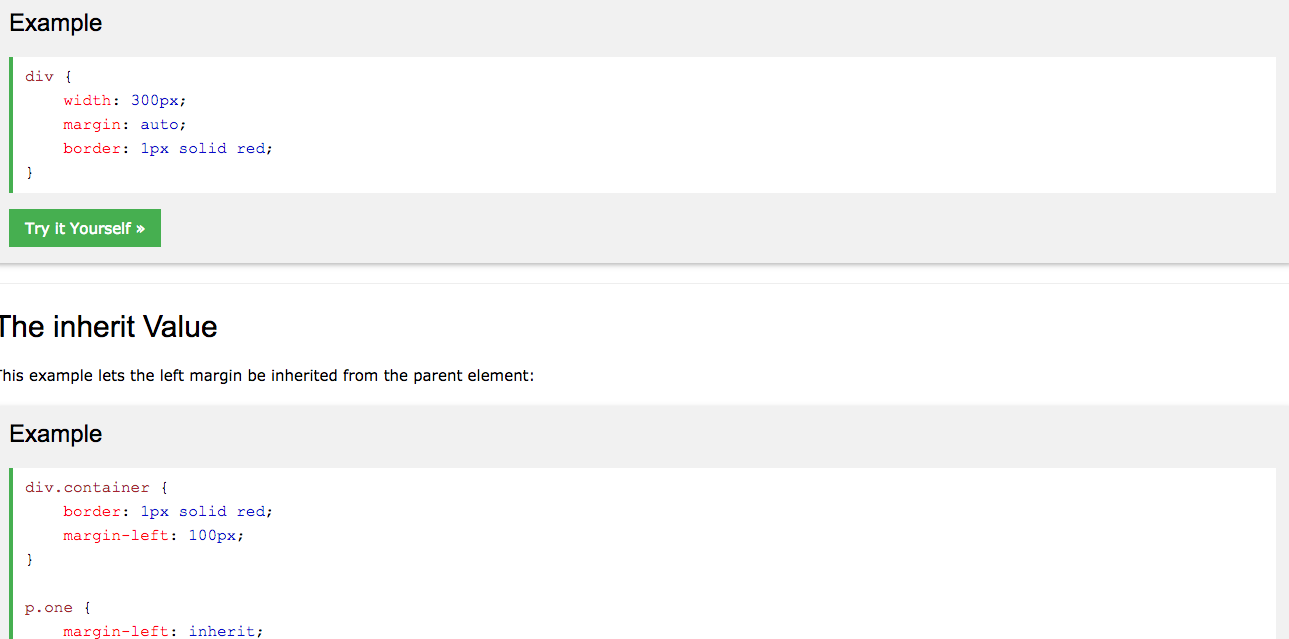 Example
div {
    width: 300px;
    margin: auto;
    border: 1px solid red;
}
Try it Yourself »
The inherit Value
This example lets the left margin be inherited from the parent element:
Example
div.container {
    border: 1px solid red;
    margin-left: 100px;
}
p.one {
    margin-left: inherit;